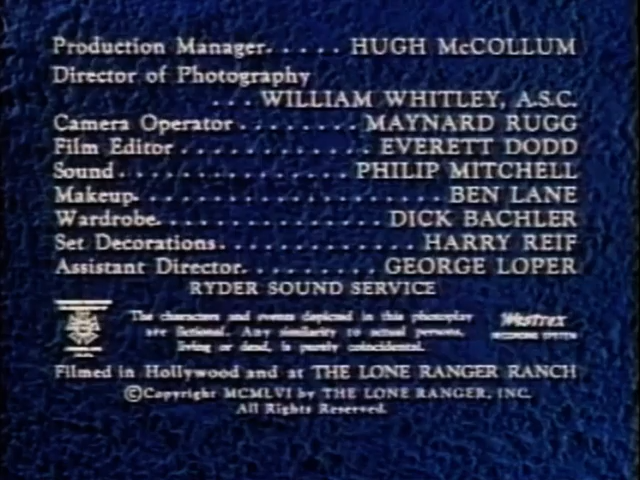 Production Manager. . . . . HUGH McCOLLUM
Director of Photography
. . . WILLIAM WHITLEY, A.S.C.
Camera Operator . . . . . . . . MAYNARD RUGG
Film Editor . . . . . . . . . . . . . EVERETT DODD
Sound . . . . . . . . . . . . . . . . PHILIP MITCHELL
Makeup. . . . . . . . . . . . . . . . . . . . . BEN LANE
Wardrobe. . . . . . . . . . . . . . . DICK BACHLER
Set Decorations . . . . . . . . . . . . . HARRY REIF
Assistant Director. . . . . . . . . GEORGE LOPER
RYDER SOUND SERVICE
The characters and events depicted in this photoplay
are fictional. Any similarity to actual persons,
living or dead, is purely coincidental.
WESTREX
RECORDING SYSTEM
Filmed in Hollywood and at THE LONE RANGER RANCH
©Copyright MCMLVI by THE LONE RANGER, INC.
All Rights Reserved.